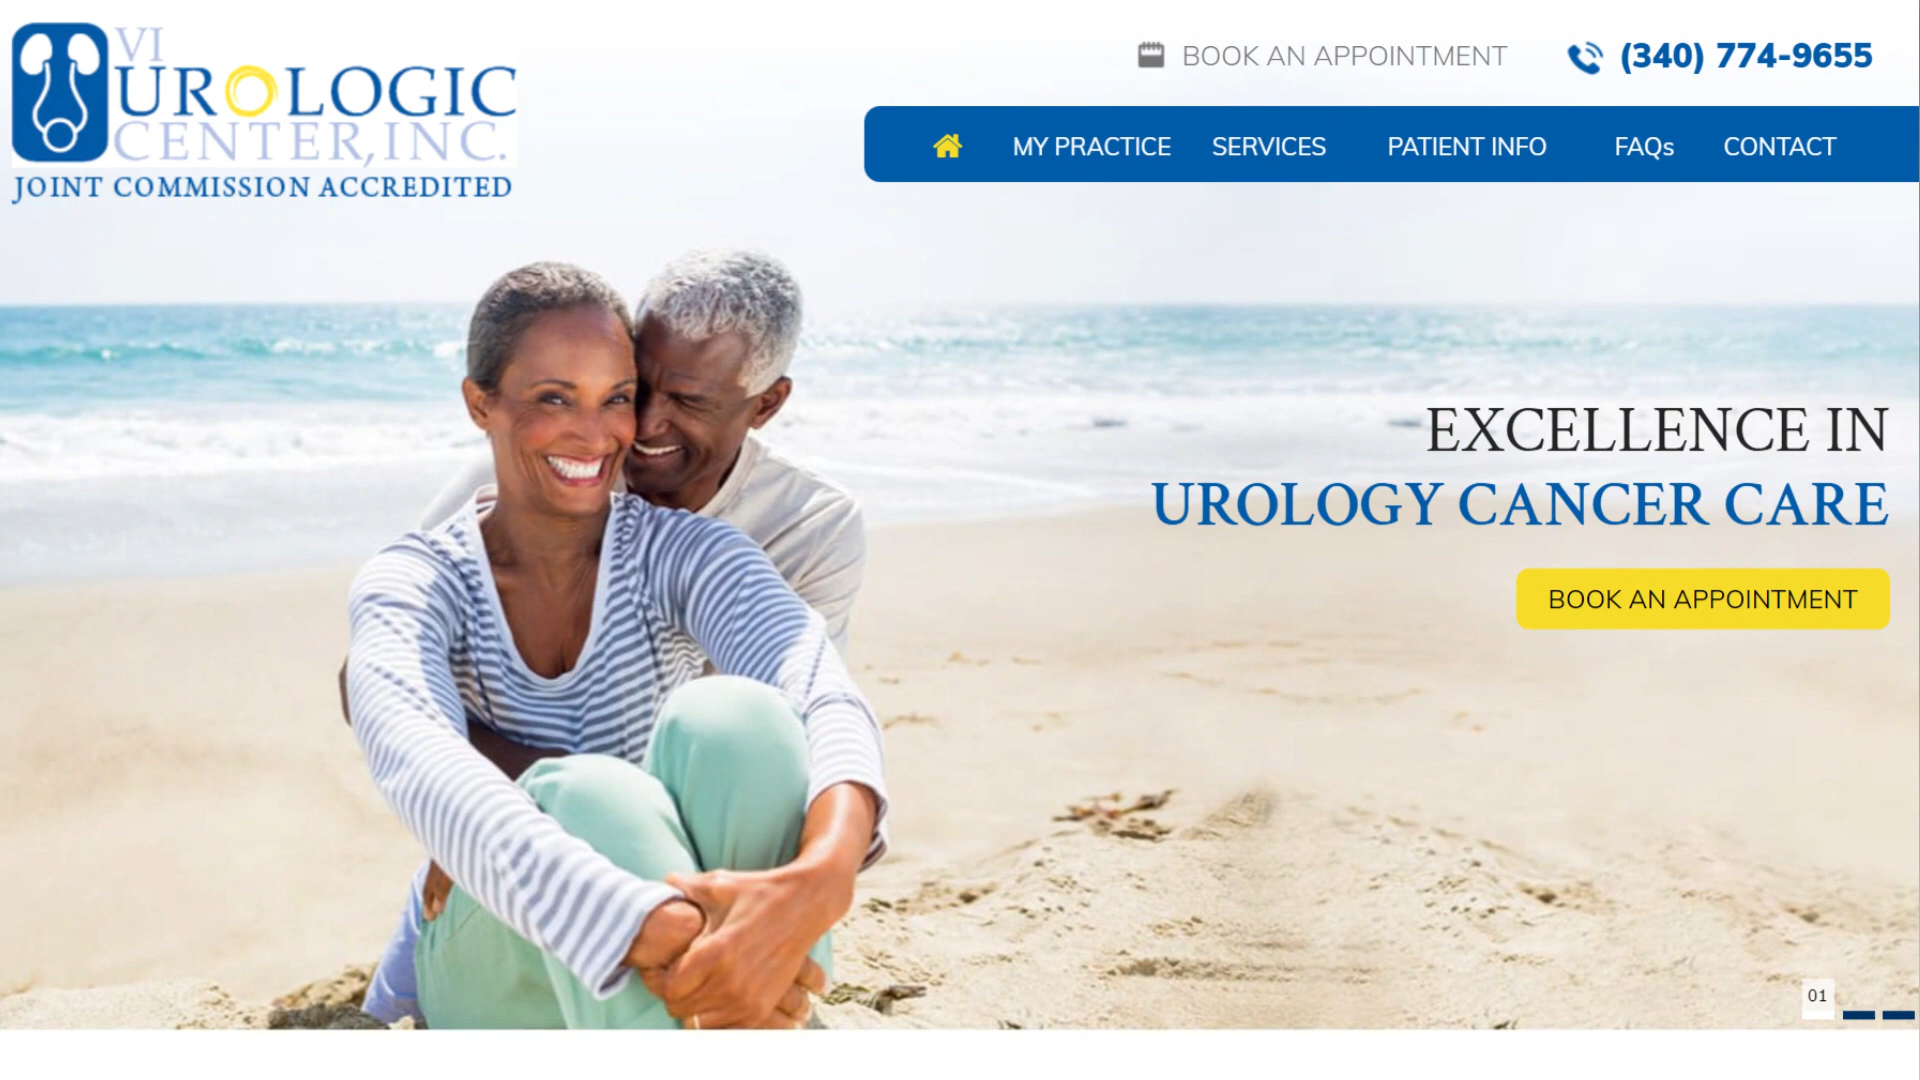 VI
UROLOGIC
CENTER, INC.
JOINT COMMISSION ACCREDITED
BOOK AN APPOINTMENT
(340) 774-9655
MY PRACTICE SERVICES PATIENT INFO FAQs CONTACT
EXCELLENCE IN
UROLOGY CANCER CARE
BOOK AN APPOINTMENT
01